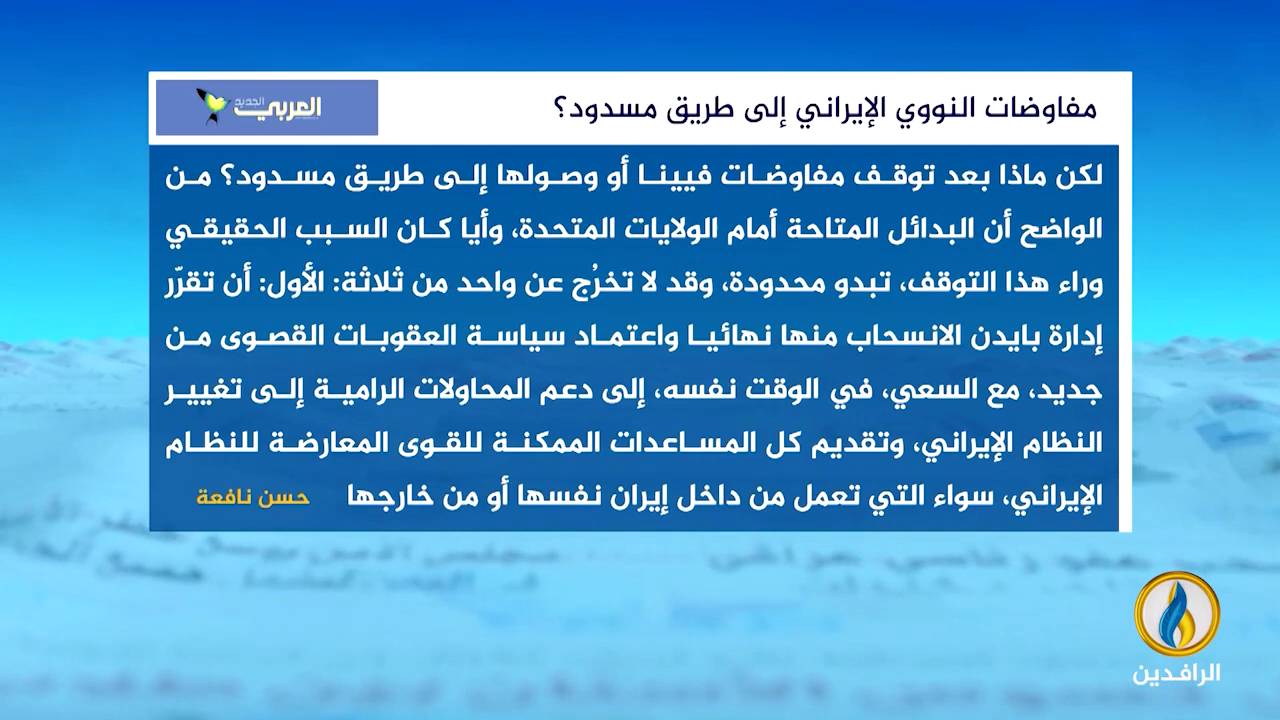 مفاوضات النووي الإيراني إلى طريق مسدود؟
العربي الجديد
لكن ماذا بعد توقف مفاوضات فيينا أو وصولها إلى طريق مسدود؟ من
الواضح أن البدائل المتاحة أمام الولايات المتحدة، وأيا كان السبب الحقيقي
وراء هذا التوقف، تبدو محدودة، وقد لا تخرُج عن واحد من ثلاثة: الأول: أن تقرّر
إدارة بايدن الانسحاب منها نهائيا واعتماد سياسة العقوبات القصوى من
جديد، مع السعي، في الوقت نفسه، إلى دعم المحاولات الرامية إلى تغيير
النظام الإيراني، وتقديم كل المساعدات الممكنة للقوى المعارضة للنظام
الإيراني، سواء التي تعمل من داخل إيران نفسها أو من خارجها
حسن نافعة
الرافدين